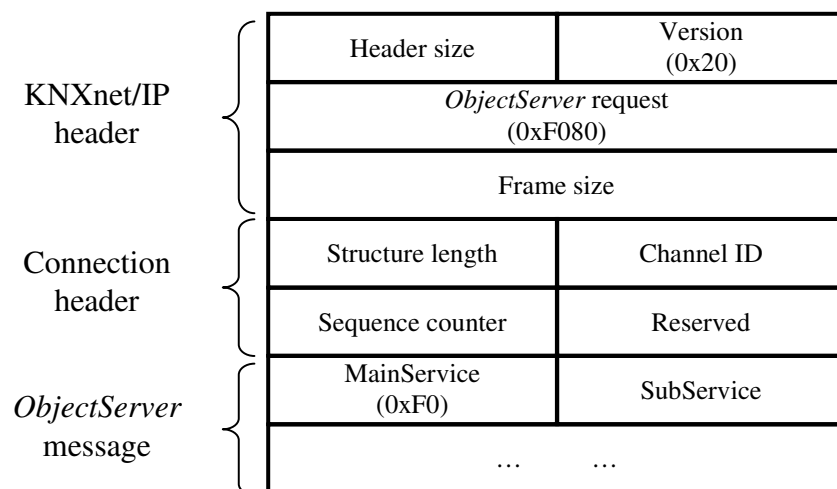 KNXnet/IP
header
Header size
Version
(0x20)
ObjectServer request
(0xF080)
Frame size
Connection
header
Structure length
Channel ID
Sequence counter
Reserved
ObjectServer
message
MainService
(0xF0)
SubService
... ...